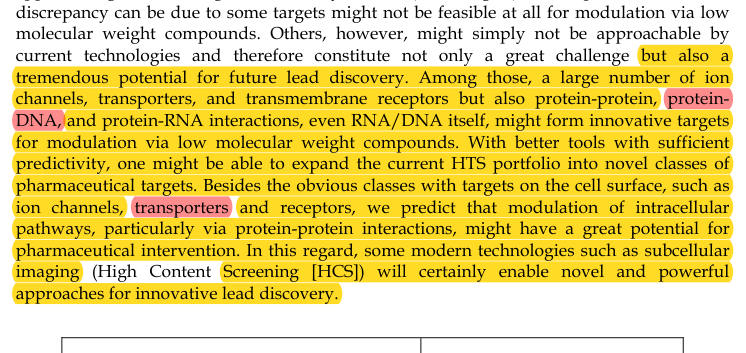 discrepancy can be due to some targets might not be feasible at all for modulation via low
molecular weight compounds. Others, however, might simply not be approachable by
current technologies and therefore constitute not only a great challenge but also a
tremendous potential for future lead discovery. Among those, a large number of ion
channels, transporters, and transmembrane receptors but also protein-protein, protein-
DNA, and protein-RNA interactions, even RNA/DNA itself, might form innovative targets
for modulation via low molecular weight compounds. With better tools with sufficient
predictivity, one might be able to expand the current HTS portfolio into novel classes of
pharmaceutical targets. Besides the obvious classes with targets on the cell surface, such as
ion channels, transporters and receptors, we predict that modulation of intracellular
pathways, particularly via protein-protein interactions, might have a great potential for
pharmaceutical intervention. In this regard, some modern technologies such as subcellular
imaging (High Content Screening [HCS]) will certainly enable novel and powerful
approaches for innovative lead discovery.